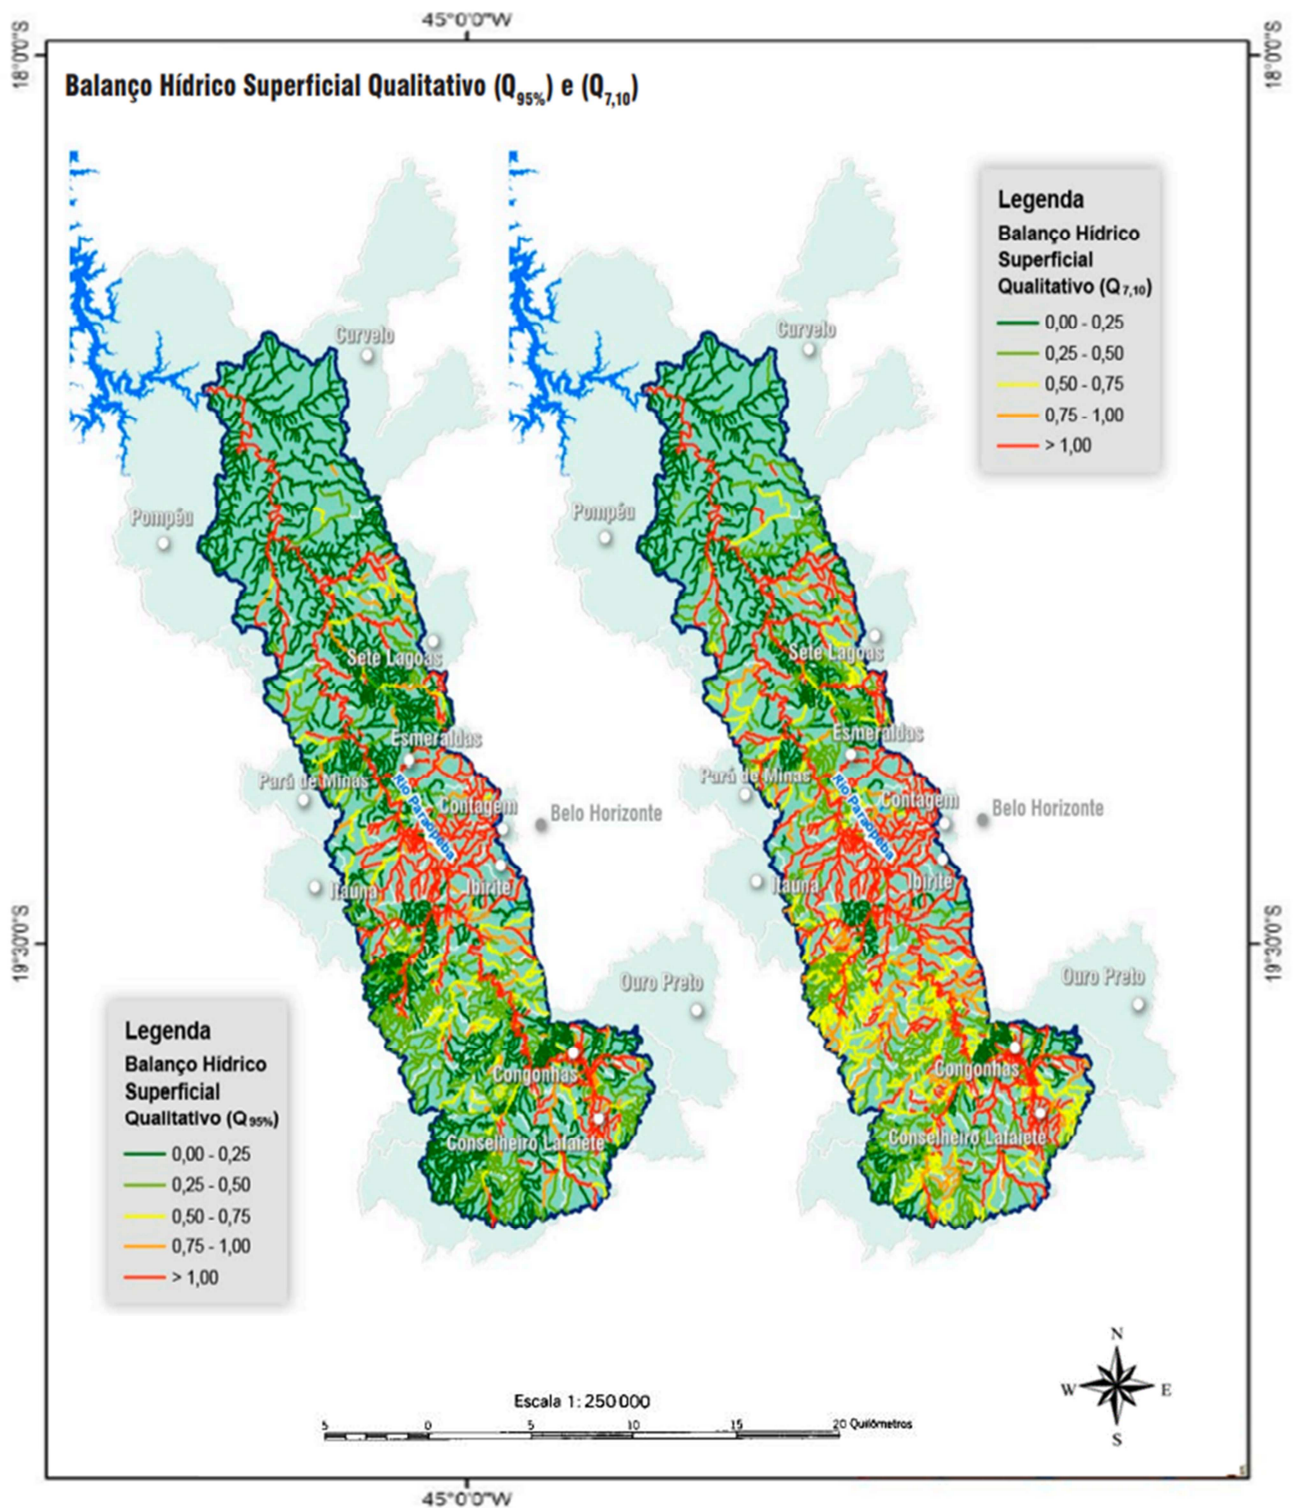 45°0'0"W
18°0'0"S
18°0'0"S
Balanço Hídrico Superficial Qualitativo (Q95%) e (Q7,10)
Legenda
Balanço Hídrico
Superficial
Qualitativo (Q 7,10)
0,00 - 0,25
0,25 - 0,50
0,50 - 0,75
0,75 - 1,00
> 1,00
Curvelo
Pompéu
Sete Lagoas
Esmeraldas
Pará de Minas
Rio Paraopeba
Contagem
Belo Horizonte
Itaúna
Ibirité
Ouro Preto
Congonhas
Conselheiro Lafaiete
Curvelo
Pompéu
Sete Lagoas
Esmeraldas
Pará de Minas
Rio Paraopeba
Contagem
Belo Horizonte
Itaúna
Ibirité
Ouro Preto
Congonhas
Conselheiro Lafaiete
19°30'0"S
19°30'0"S
Legenda
Balanço Hídrico
Superficial
Qualitativo (Q 95%)
0,00 - 0,25
0,25 - 0,50
0,50 - 0,75
0,75 - 1,00
> 1,00
N
W E
S
Escala 1: 250 000
5 0 5 10 15 20 Quilômetros
45°0'0"W